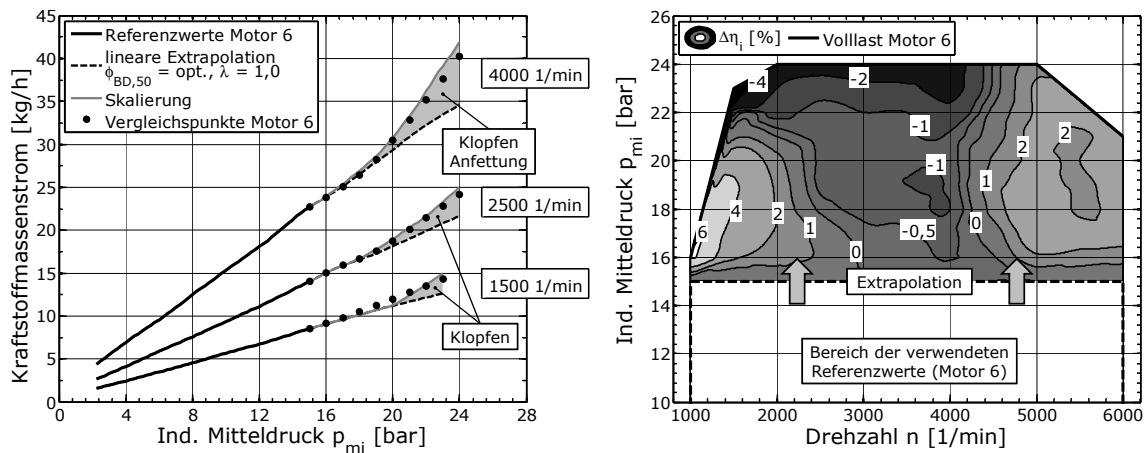 Kraftstoffmassenstrom [kg/h]
45
40
35
30
25
20
15
10
5
0
Referenzwerte Motor 6
lineare Extrapolation
ϕBD,50 = opt., λ = 1,0
Skalierung
Vergleichspunkte Motor 6
4000 1/min
Klopfen
Anfettung
2500 1/min
1500 1/min
Klopfen
0 4 8 12 16 20 24 28
Ind. Mitteldruck pmi [bar]
Ind. Mitteldruck pmi [bar]
26
24
22
20
18
16
14
12
10
Δηi [%]
Volllast Motor 6
-4
-2
-1
2
2
-1
1
6
4
2
1
0
-0,5
0
2
Extrapolation
Bereich der verwendeten
Referenzwerte (Motor 6)
1000 2000 3000 4000 5000 6000
Drehzahl n [1/min]